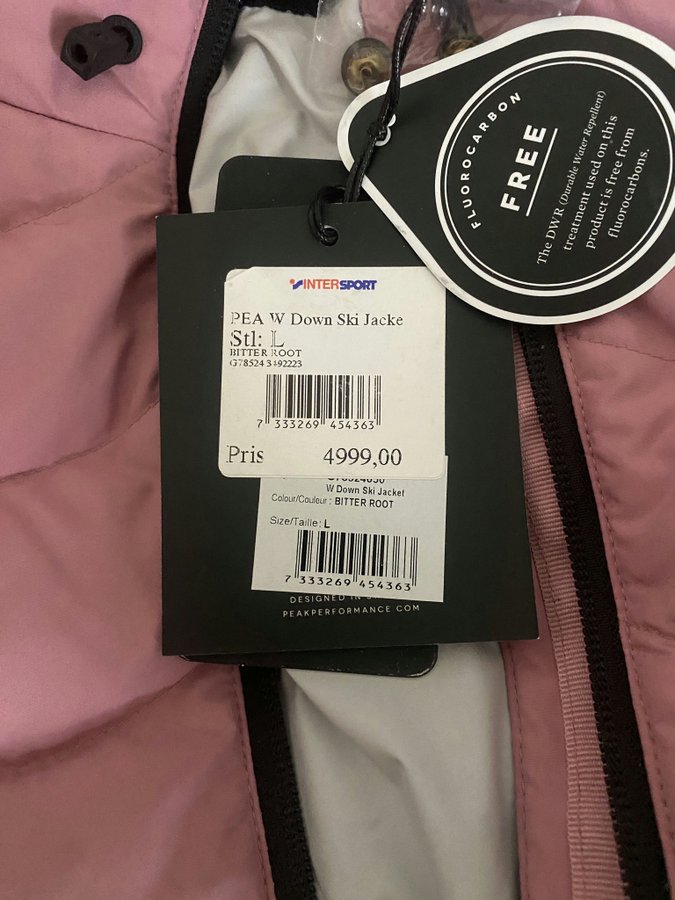 FLUOROCARBON
FREE
The DWR (Durable Water Repellent)
treatment used on this
product is free from
fluorocarbons.
INTERSPORT
PEA W Down Ski Jacke
Stl: L
BITTER ROOT
G78524 3492223
7 333269 454363
Pris 4999,00
W Down Ski Jacket
Colour/Couleur : BITTER ROOT
Size/Taille: L
7 333269 454363
DESIGNED IN
PEAKPERFORMANCE.COM